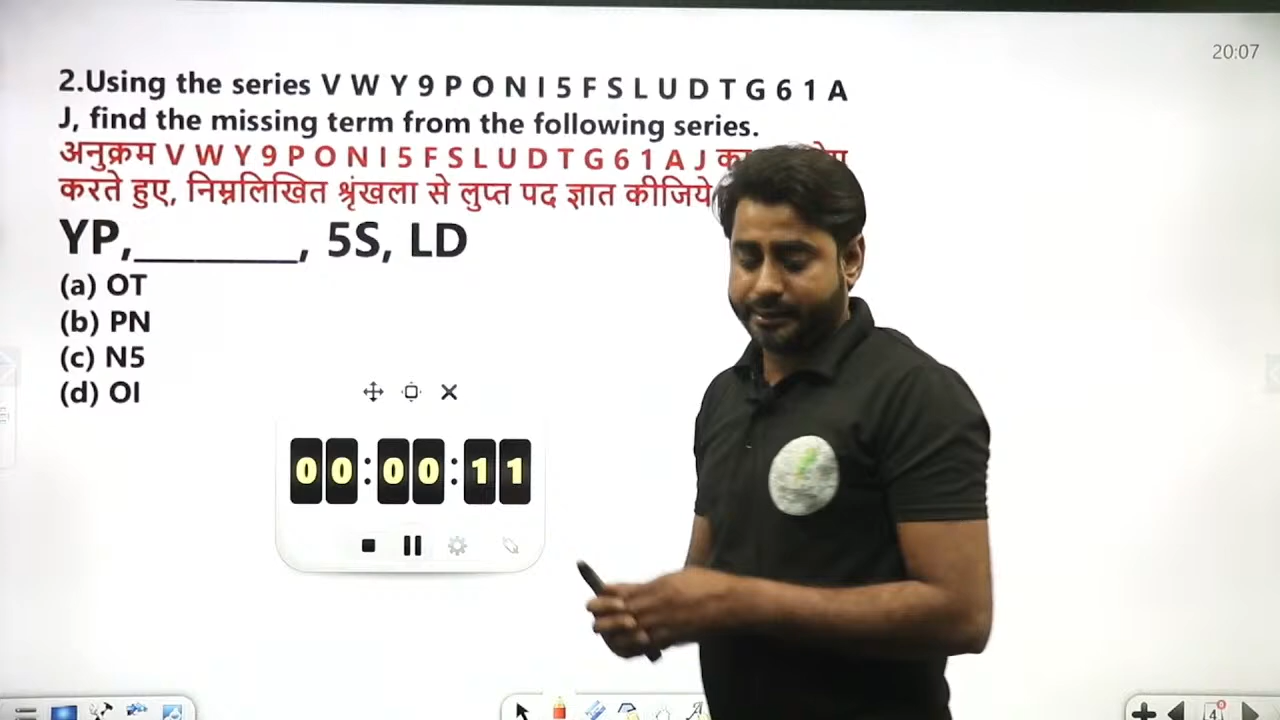 20:07
2.Using the series V W Y 9 P O N I 5 F S L U D T G 6 1 A
J, find the missing term from the following series.
अनुक्रम V W Y 9 P O N I 5 F S L U D T G 6 1 A J
करते हुए, निम्नलिखित श्रृंखला से लुप्त पद ज्ञात कीजिये
YP,________, 5S, LD
(a) OT
(b) PN
(c) N5
(d) OI
00:00:11
4